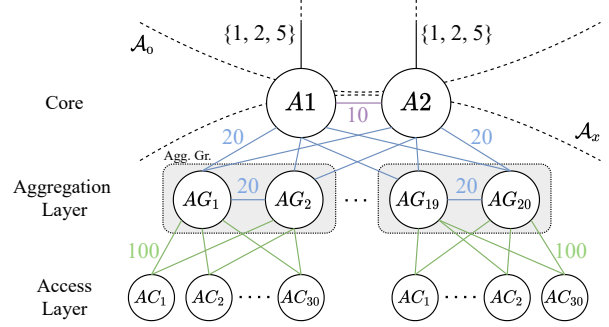 {1, 2, 5} {1, 2, 5}
𝒜ₒ
Core A1 A2
10
𝒜ₓ
20 20
Agg. Gr.
Aggregation
Layer
AG₁ 20 AG₂ ··· AG₁₉ 20 AG₂₀
100 100
Access
Layer
AC₁ AC₂ ···· AC₃₀ AC₁ ···· AC₂ AC₃₀